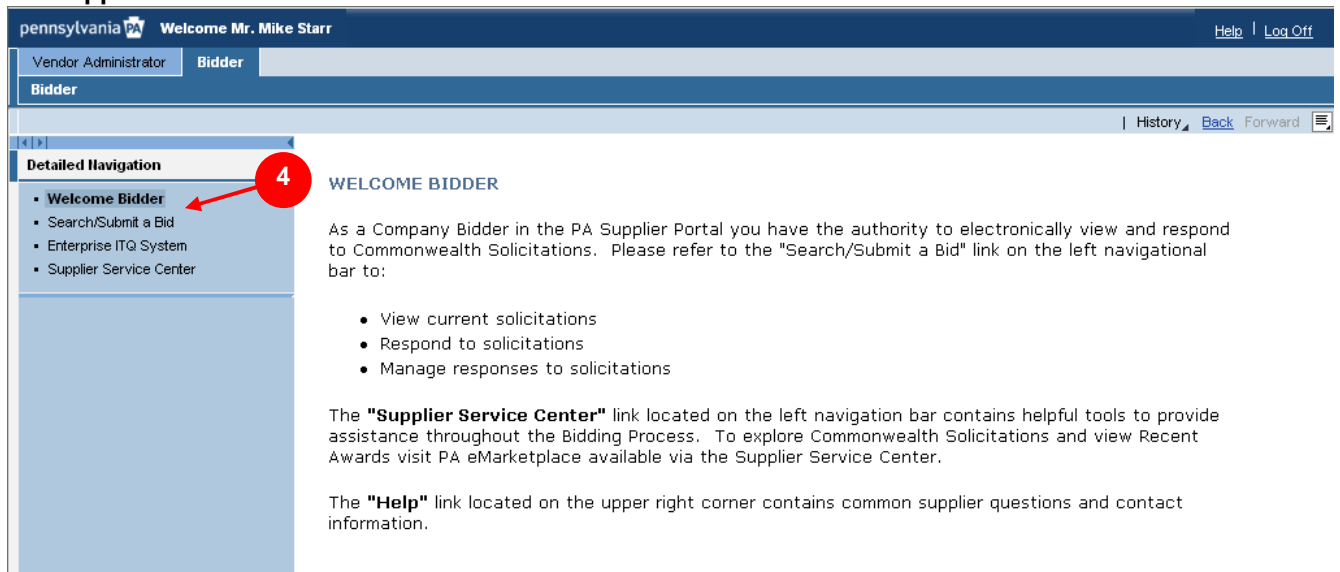 pennsylvania PA Welcome Mr. Mike Starr Help | Log Off
Vendor Administrator Bidder
Bidder
| History Back Forward
Detailed Navigation
4
• Welcome Bidder
• Search/Submit a Bid
• Enterprise ITQ System
• Supplier Service Center
WELCOME BIDDER
As a Company Bidder in the PA Supplier Portal you have the authority to electronically view and respond
to Commonwealth Solicitations. Please refer to the "Search/Submit a Bid" link on the left navigational
bar to:
• View current solicitations
• Respond to solicitations
• Manage responses to solicitations
The "Supplier Service Center" link located on the left navigation bar contains helpful tools to provide
assistance throughout the Bidding Process. To explore Commonwealth Solicitations and view Recent
Awards visit PA eMarketplace available via the Supplier Service Center.
The "Help" link located on the upper right corner contains common supplier questions and contact
information.